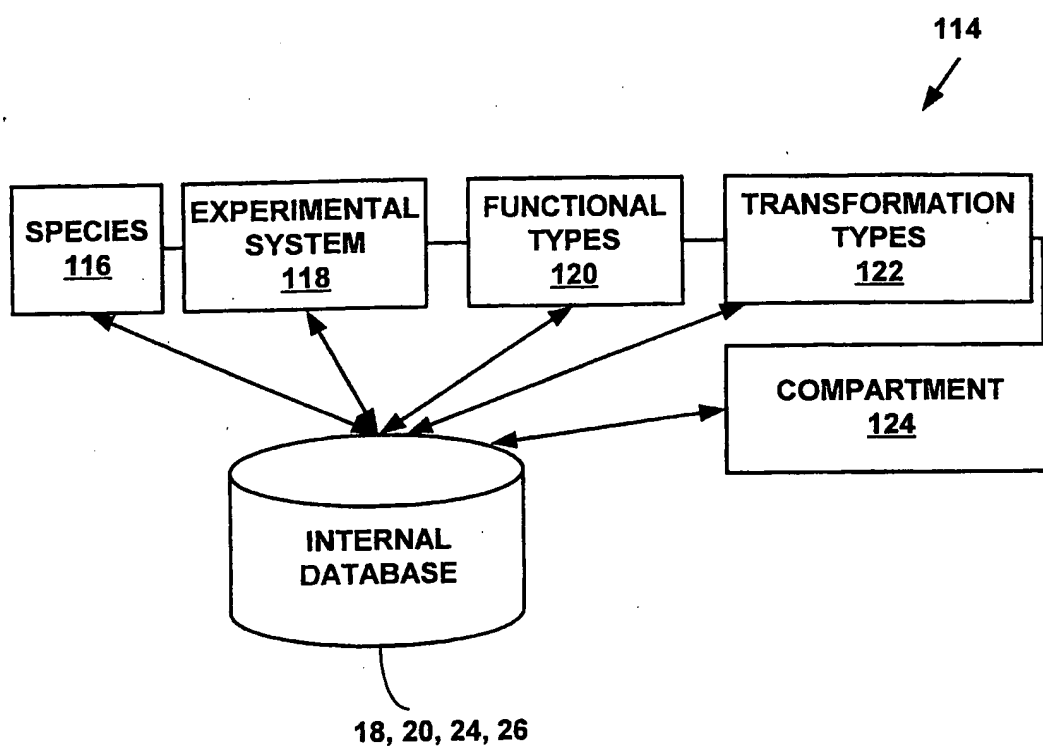 114
SPECIES
116
EXPERIMENTAL
SYSTEM
118
FUNCTIONAL
TYPES
120
TRANSFORMATION
TYPES
122
COMPARTMENT
124
INTERNAL
DATABASE
18, 20, 24, 26